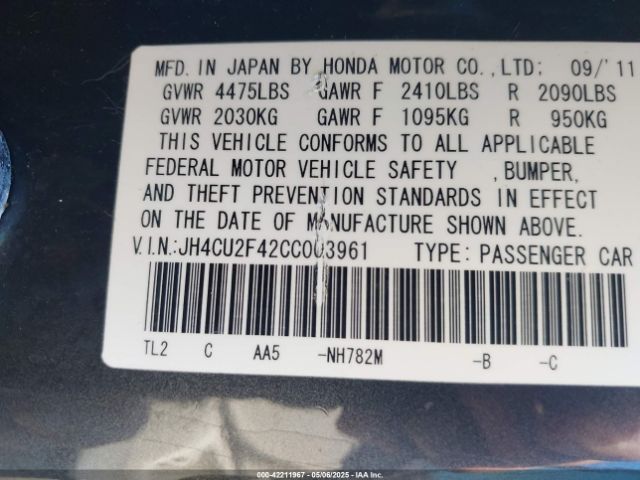 MFD. IN JAPAN BY HONDA MOTOR CO.,LTD; 09/'11
GVWR 4475LBS GAWR F 2410LBS R 2090LBS
GVWR 2030KG GAWR F 1095KG R 950KG
THIS VEHICLE CONFORMS TO ALL APPLICABLE
FEDERAL MOTOR VEHICLE SAFETY , BUMPER,
AND THEFT PREVENTION STANDARDS IN EFFECT
ON THE DATE OF MANUFACTURE SHOWN ABOVE.
V.I.N.:JH4CU2F42CC003961 TYPE: PASSENGER CAR
TL2 C AA5 -NH782M -B -C
000-42211967 05/06/2025 - IAA Inc.